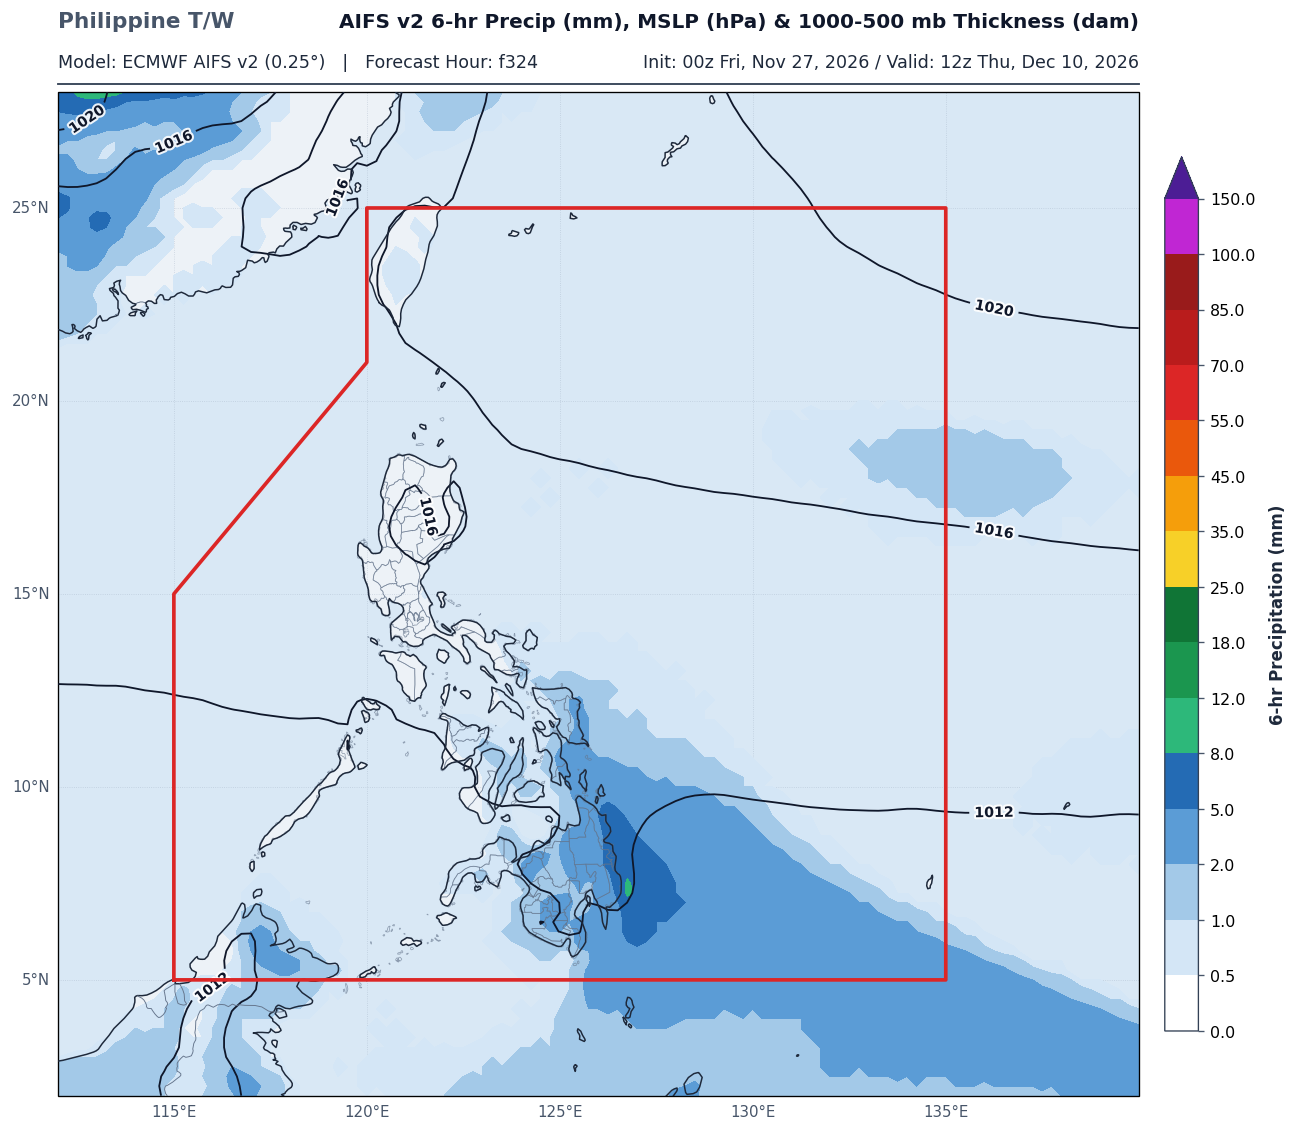 Philippine T/W
AIFS v2 6-hr Precip (mm), MSLP (hPa) & 1000-500 mb Thickness (dam)
Model: ECMWF AIFS v2 (0.25°) | Forecast Hour: f324
Init: 00z Fri, Nov 27, 2026 / Valid: 12z Thu, Dec 10, 2026
1020
1016
1016
25°N
1020
20°N
1016
1016
15°N
1012
10°N
1012
5°N
115°E
120°E
125°E
130°E
135°E
150.0
100.0
85.0
70.0
55.0
45.0
35.0
25.0
18.0
12.0
8.0
5.0
2.0
1.0
0.5
0.0
6-hr Precipitation (mm)